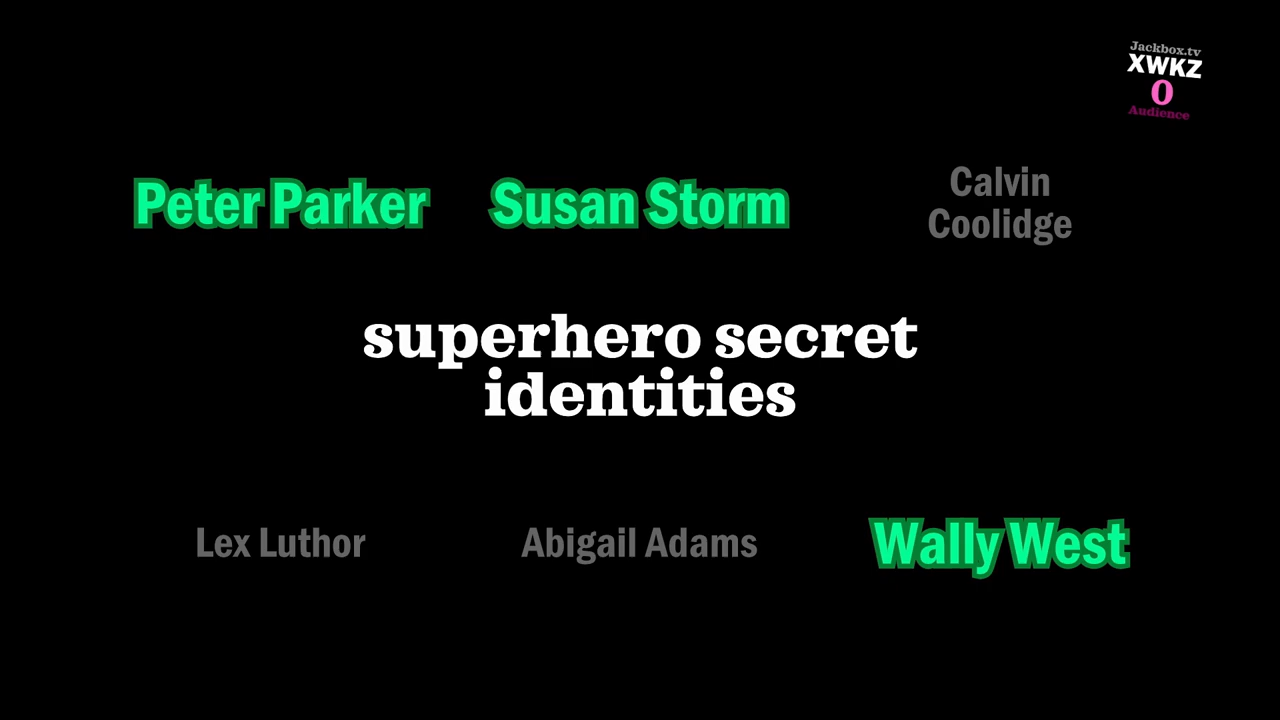 Jackbox.tv
XWKZ
0
Audience
Peter Parker
Susan Storm
Calvin
Coolidge
superhero secret
identities
Lex Luthor
Abigail Adams
Wally West